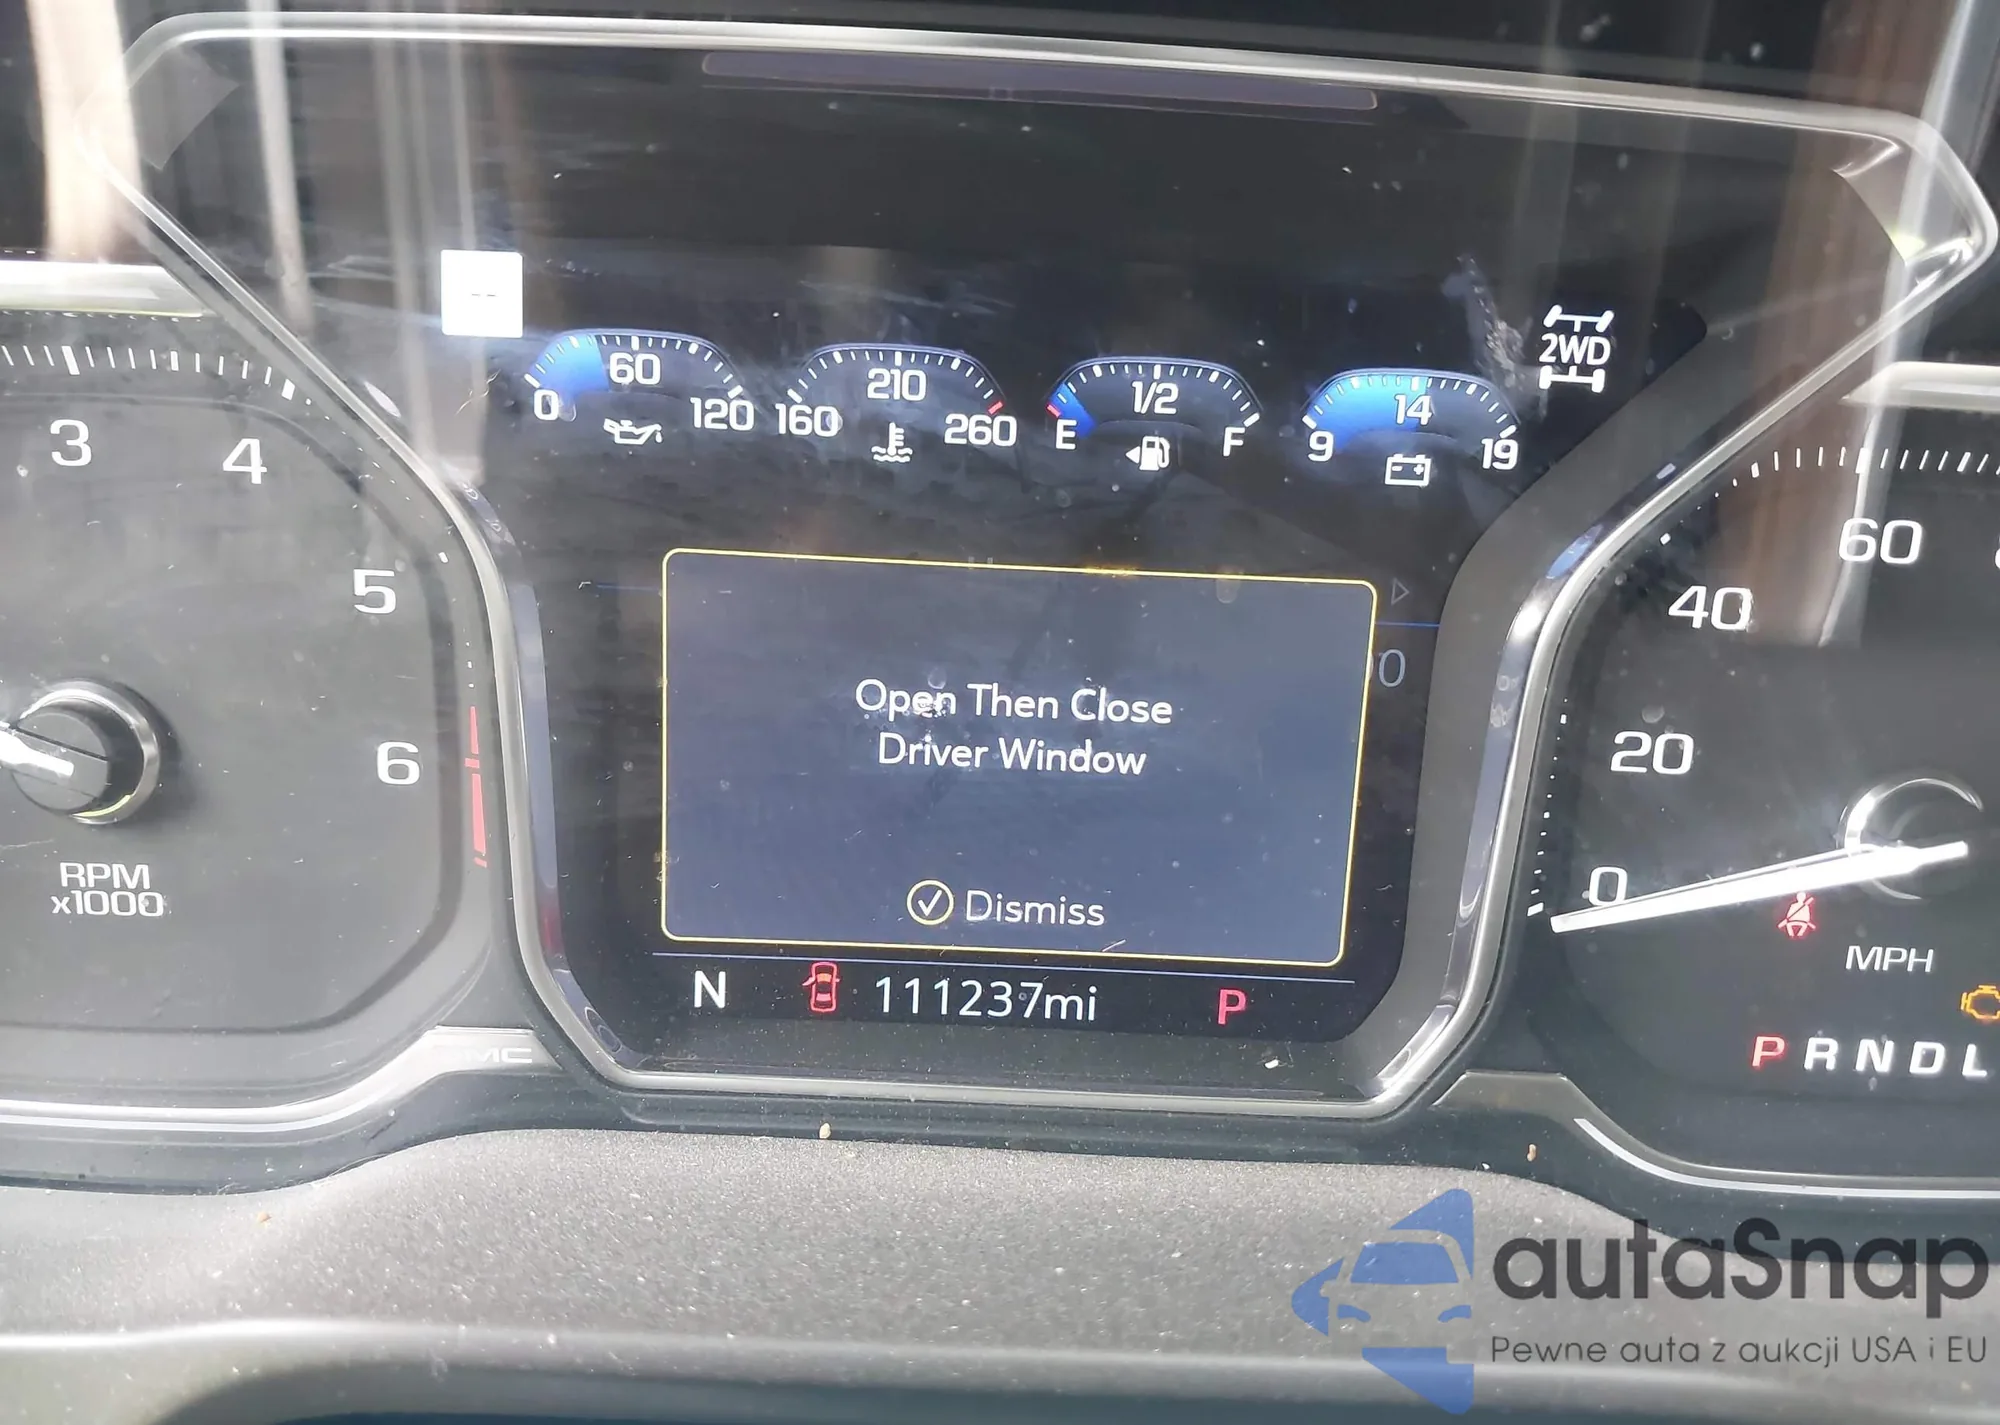 60
0
120
210
160
260
1/2
E
F
14
9
19
2WD
3
4
5
6
RPM
x1000
Open Then Close
Driver Window
Dismiss
N
111237mi
P
60
40
20
0
MPH
P R N D L
autaSnap
Pewne auta z aukcji USA i EU